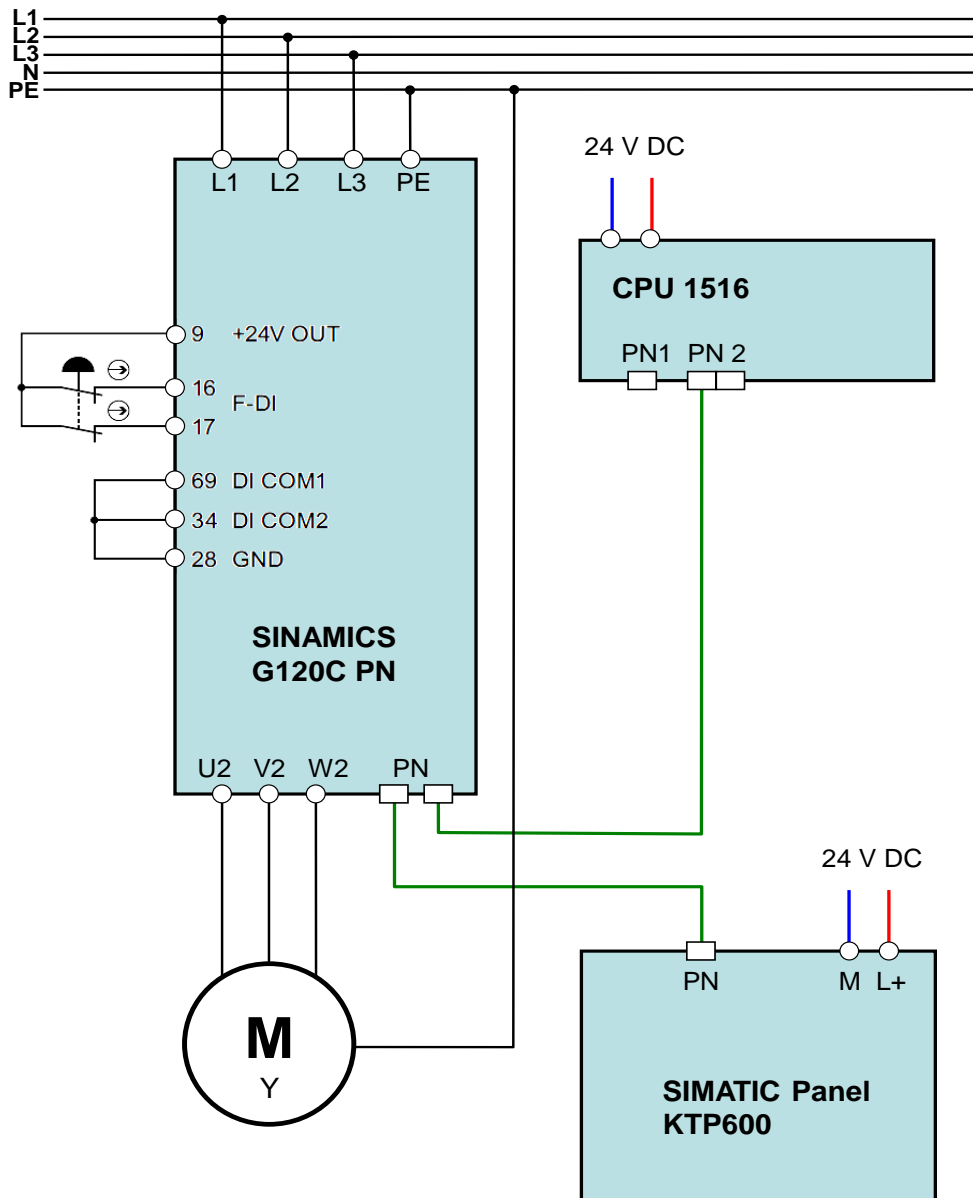 L1
L2
L3
N
PE
L1 L2 L3 PE
24 V DC
CPU 1516
PN1 PN 2
9 +24V OUT
16
F-DI
17
69 DI COM1
34 DI COM2
28 GND
SINAMICS
G120C PN
U2 V2 W2 PN
24 V DC
PN M L+
M
Y
SIMATIC Panel
KTP600